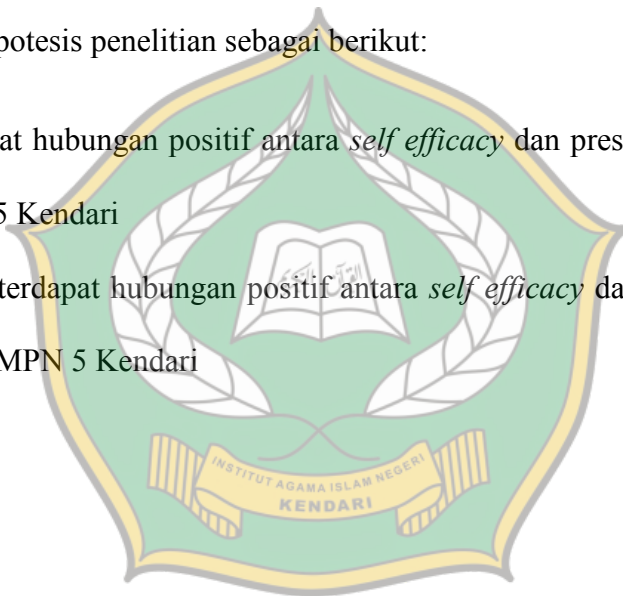 potesis penelitian sebagai berikut:
at hubungan positif antara self efficacy dan pres
5 Kendari
terdapat hubungan positif antara self efficacy da
MPN 5 Kendari
INSTITUT AGAMA ISLAM NEGERI
KENDARI